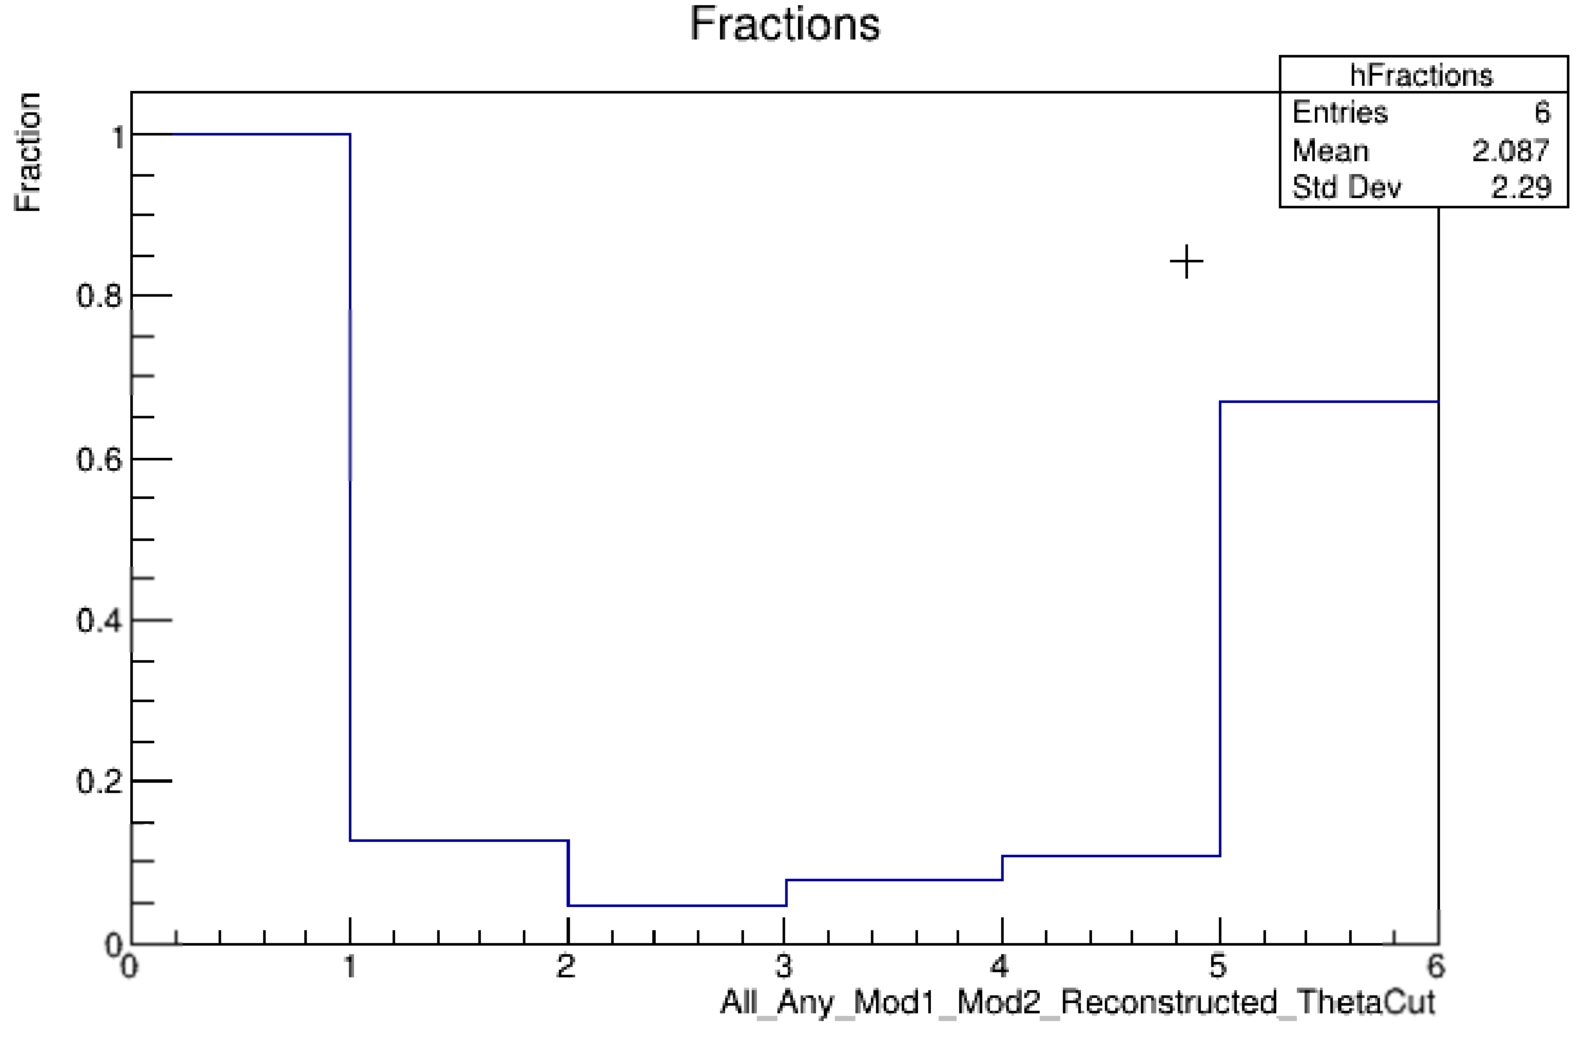 Fractions
hFractions
Entries 6
Mean 2.087
Std Dev 2.29
Fraction
1
0.8
0.6
0.4
0.2
0
0 1 2 3 4 5 6
All_Any_Mod1_Mod2_Reconstructed_ThetaCut